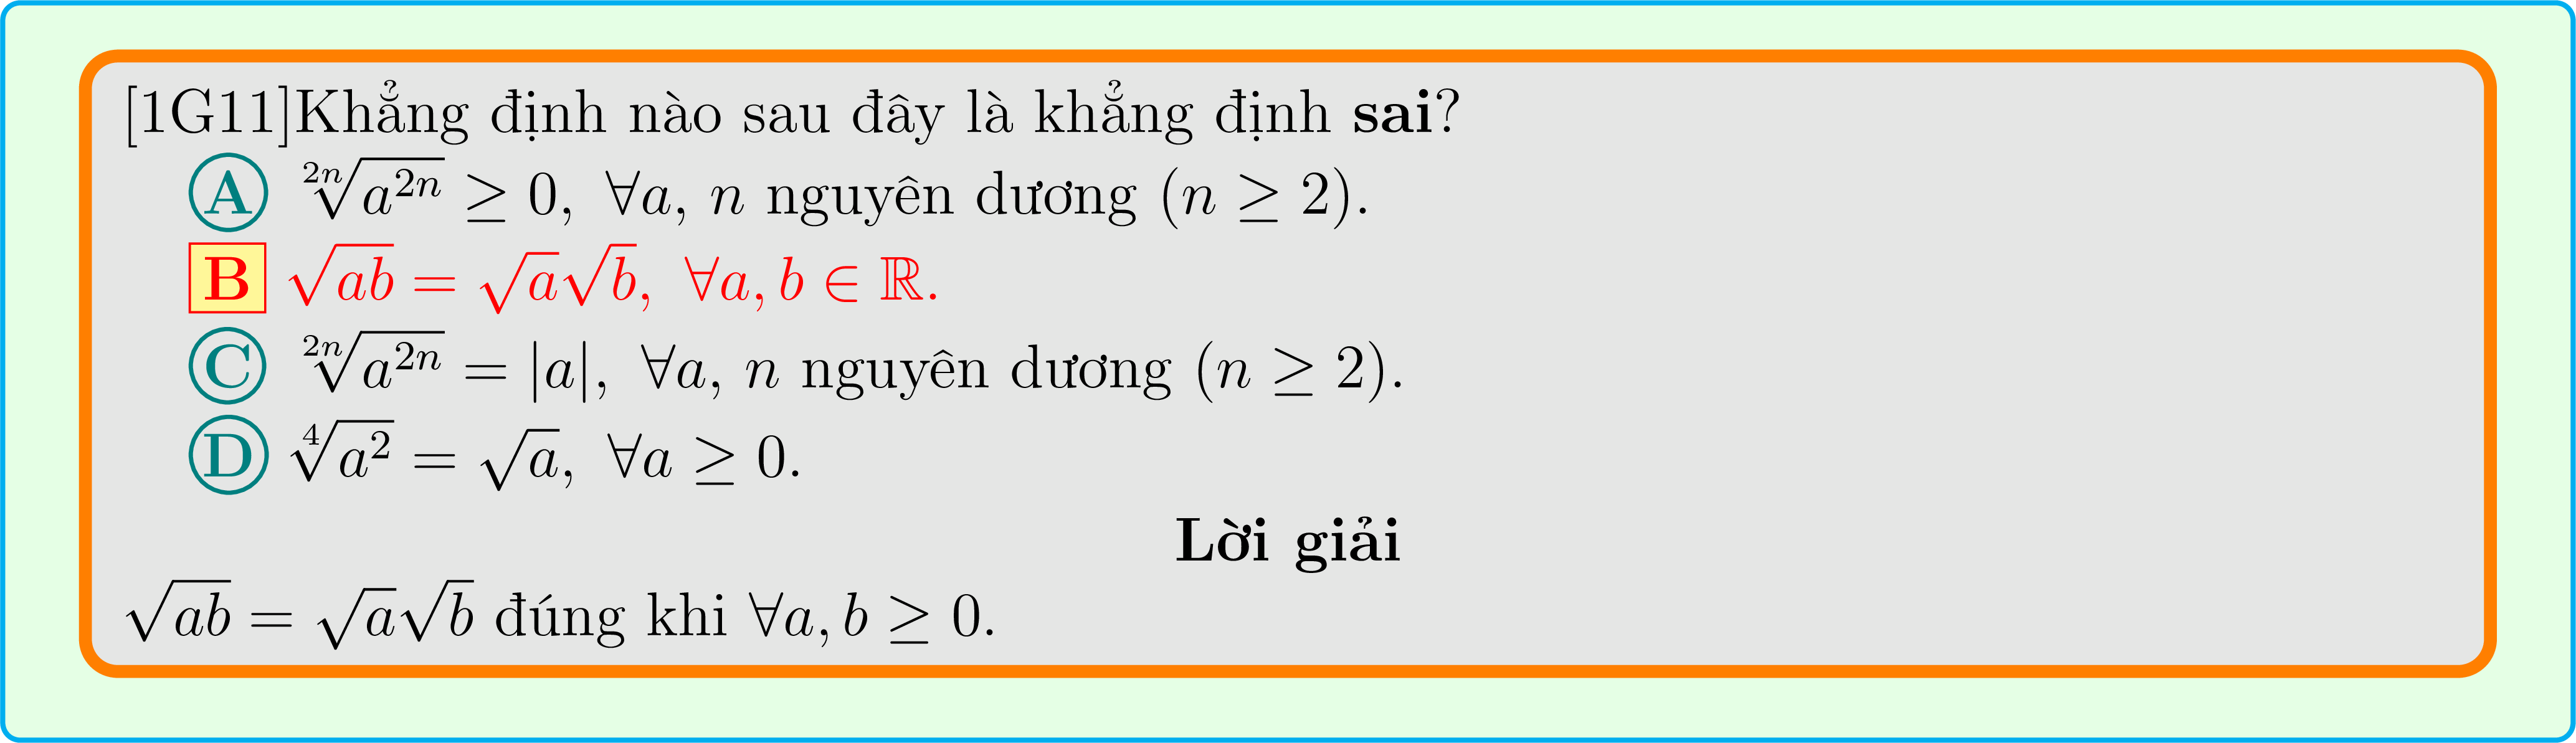 [1G11]Khẳng định nào sau đây là khẳng định sai?
A $\sqrt[2n]{a^{2n}} \geq 0, \ \forall a, n$ nguyên dương $(n \geq 2)$.
B $\sqrt{ab} = \sqrt{a}\sqrt{b}, \ \forall a, b \in \mathbb{R}$.
C $\sqrt[2n]{a^{2n}} = |a|, \ \forall a, n$ nguyên dương $(n \geq 2)$.
D $\sqrt[4]{a^2} = \sqrt{a}, \ \forall a \geq 0$.
Lời giải
$\sqrt{ab} = \sqrt{a}\sqrt{b}$ đúng khi $\forall a, b \geq 0$.